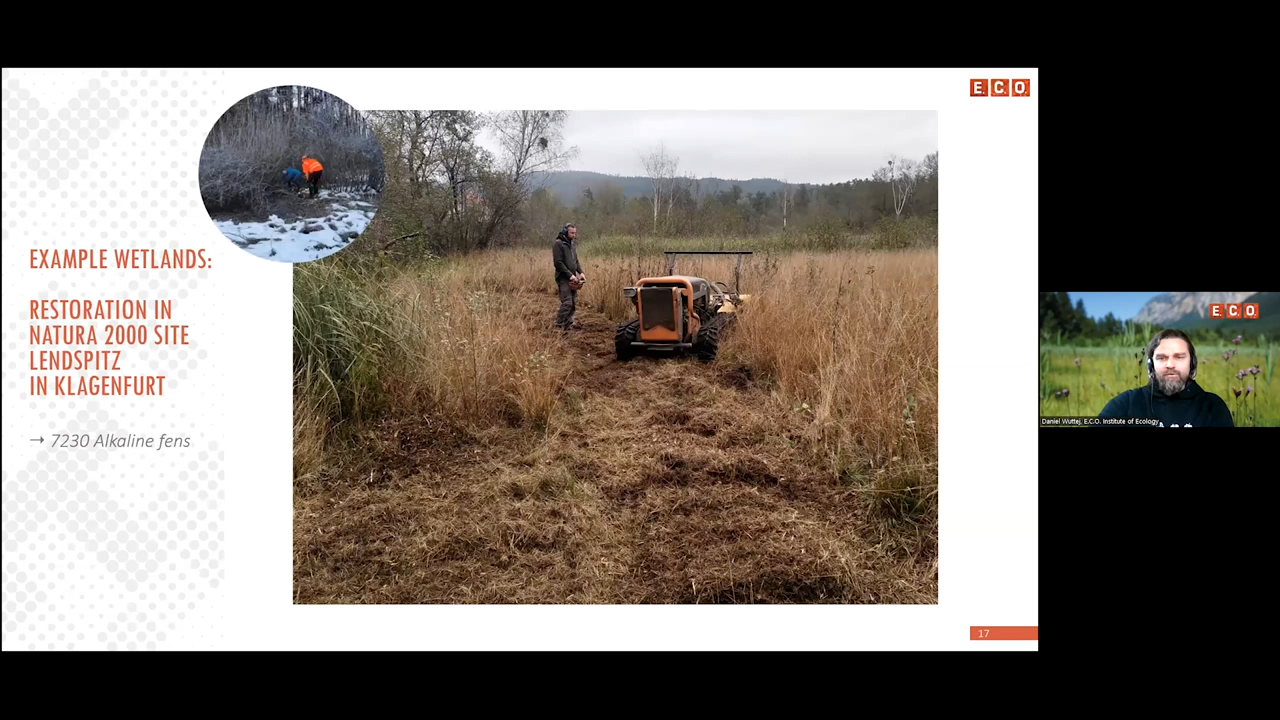 E.C.O.
EXAMPLE WETLANDS:
RESTORATION IN
NATURA 2000 SITE
LENDSPITZ
IN KLAGENFURT
→ 7230 Alkaline fens
17
E.C.O.
Daniel Wuttej, E.C.O. Institute of Ecology